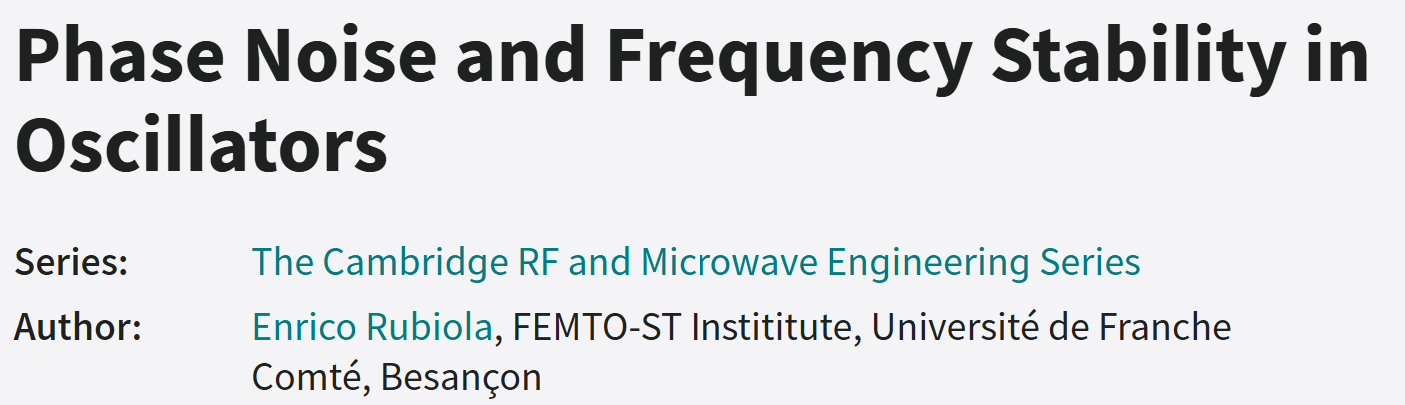 Phase Noise and Frequency Stability in
Oscillators
Series: The Cambridge RF and Microwave Engineering Series
Author: Enrico Rubiola, FEMTO-ST Instititute, Université de Franche
Comté, Besançon